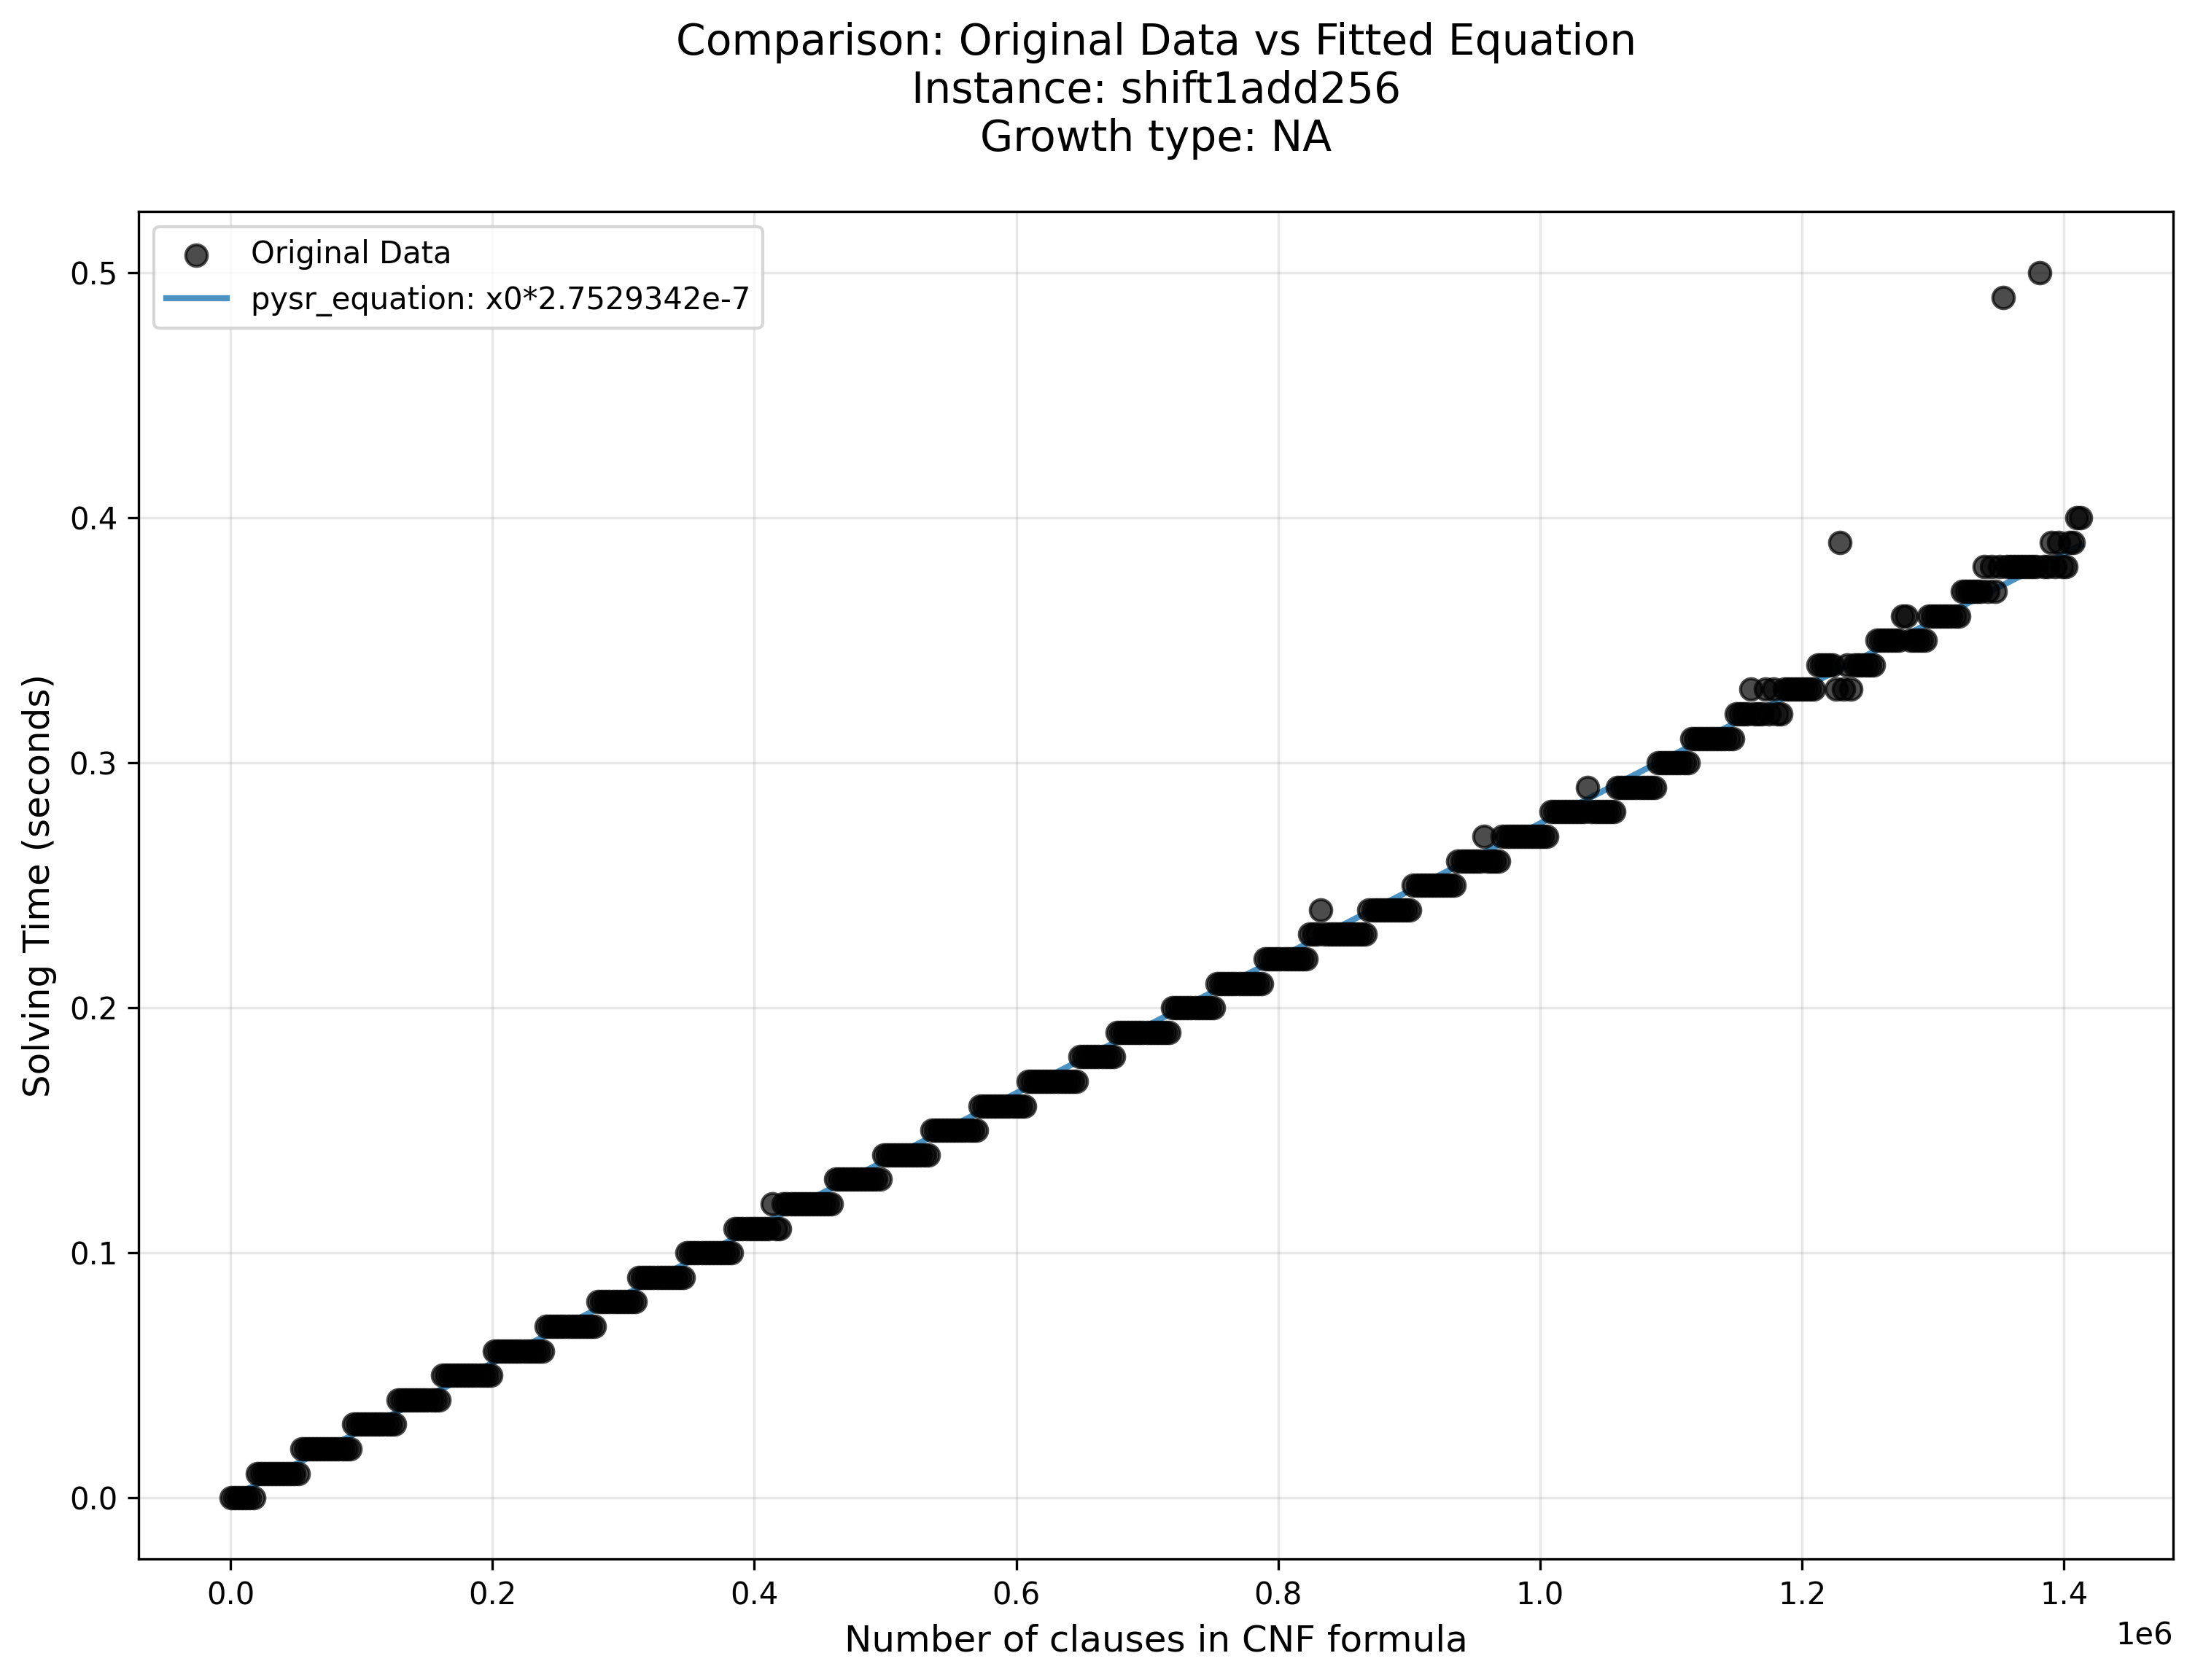 Comparison: Original Data vs Fitted Equation
Instance: shift1add256
Growth type: NA
Original Data
pysr_equation: x0*2.7529342e-7
0.5
0.4
0.3
0.2
0.1
0.0
Solving Time (seconds)
0.0 0.2 0.4 0.6 0.8 1.0 1.2 1.4
1e6
Number of clauses in CNF formula